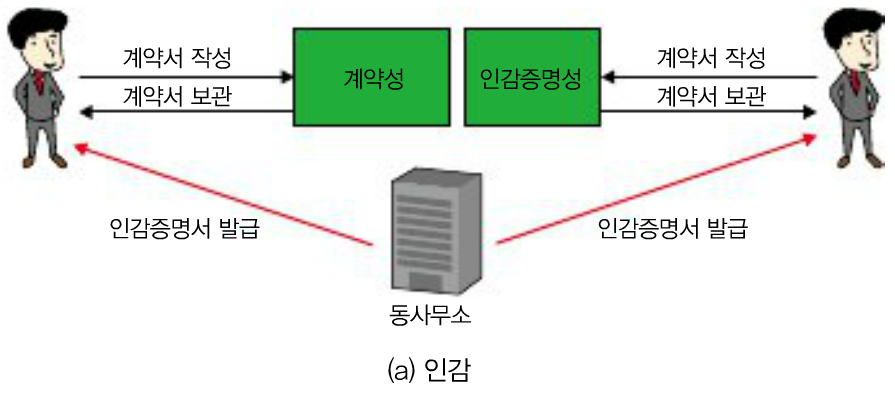 계약서 작성
계약서 보관
계약성
인감증명성
계약서 작성
계약서 보관
인감증명서 발급
인감증명서 발급
동사무소
(a) 인감